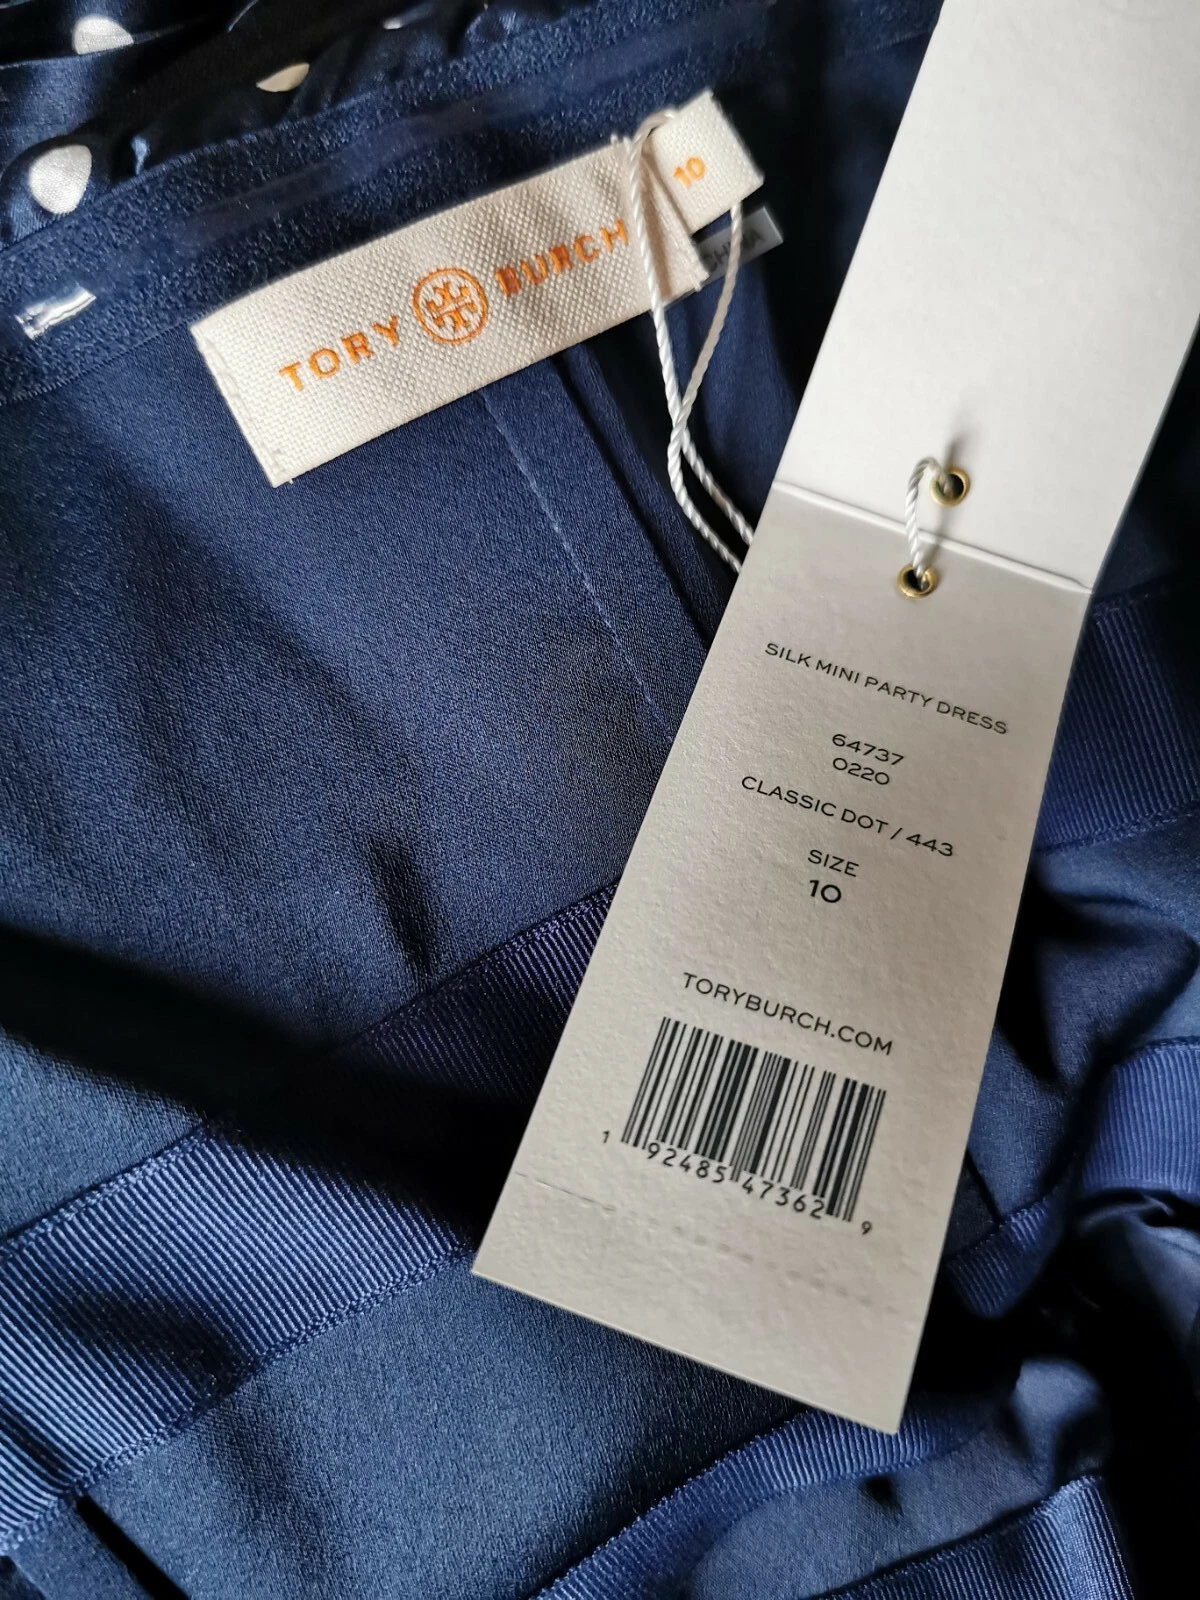 TORY BURCH
10
SILK MINI PARTY DRESS
64737
0220
CLASSIC DOT / 443
SIZE
10
TORYBURCH.COM
1 92485 47362 9